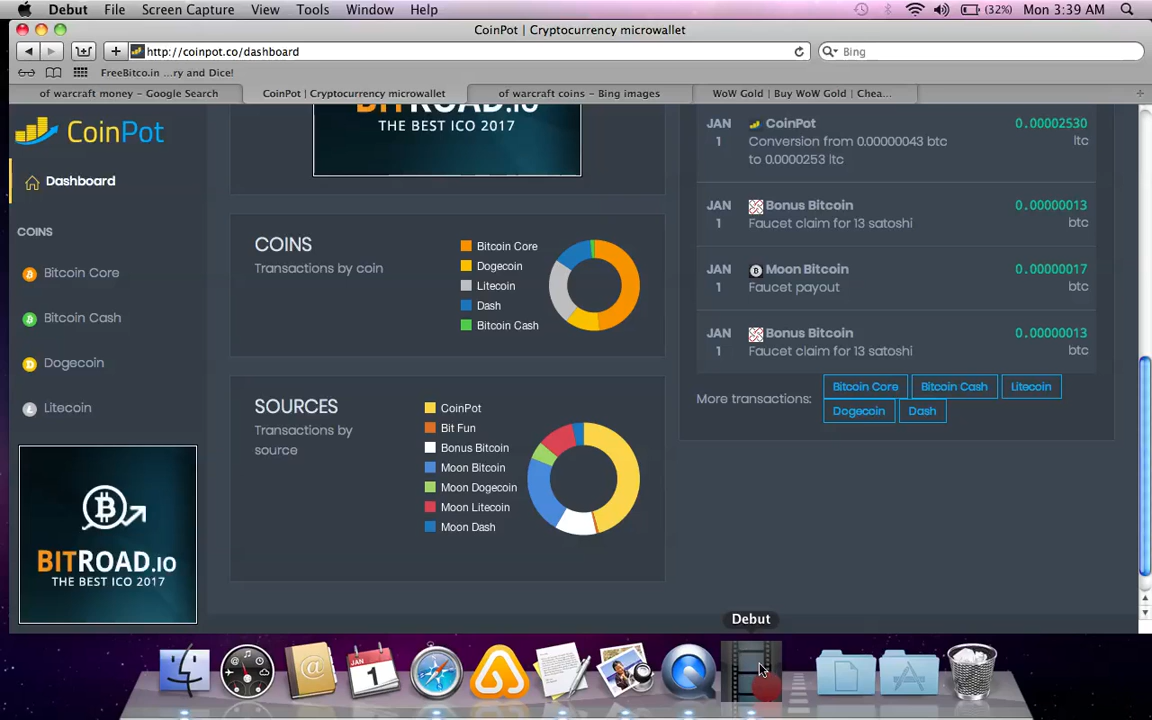 Debut File Screen Capture View Tools Window Help (32%) Mon 3:39 AM
CoinPot | Cryptocurrency microwallet
http://coinpot.co/dashboard
Bing
FreeBitco.in ...ry and Dice!
of warcraft money – Google Search
CoinPot | Cryptocurrency microwallet
of warcraft coins – Bing images
WoW Gold | Buy WoW Gold | Chea...
CoinPot
Dashboard
COINS
Bitcoin Core
Bitcoin Cash
Dogecoin
Litecoin
BITROAD.IO
THE BEST ICO 2017
THE BEST ICO 2017
COINS
Transactions by coin
Bitcoin Core
Dogecoin
Litecoin
Dash
Bitcoin Cash
SOURCES
Transactions by
source
CoinPot
Bit Fun
Bonus Bitcoin
Moon Bitcoin
Moon Dogecoin
Moon Litecoin
Moon Dash
JAN
1
CoinPot
Conversion from 0.00000043 btc
to 0.0000253 ltc
0.00002530
ltc
JAN
1
Bonus Bitcoin
Faucet claim for 13 satoshi
0.00000013
btc
JAN
1
Moon Bitcoin
Faucet payout
0.00000017
btc
JAN
1
Bonus Bitcoin
Faucet claim for 13 satoshi
0.00000013
btc
More transactions:
Bitcoin Core
Bitcoin Cash
Litecoin
Dogecoin
Dash
Debut
JAN
1